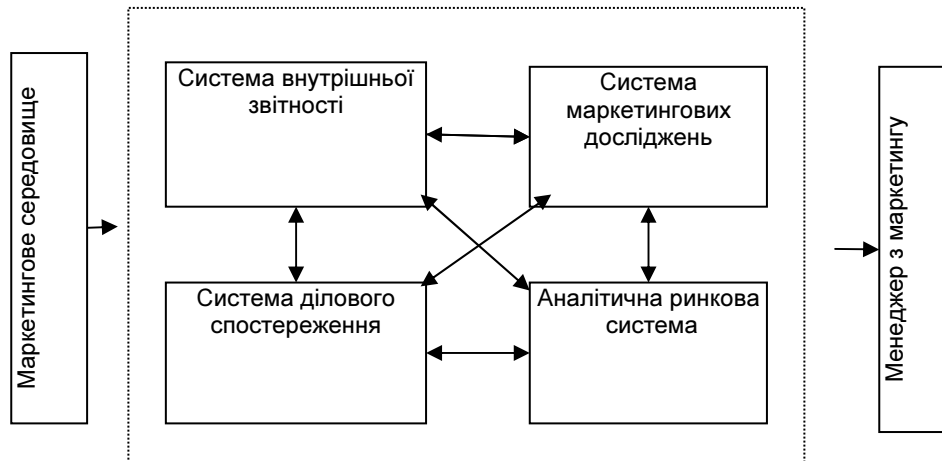 Маркетингове середовище
Система внутрішньої
звітності
Система
маркетингових
досліджень
Система ділового
спостереження
Аналітична ринкова
система
Менеджер з маркетингу